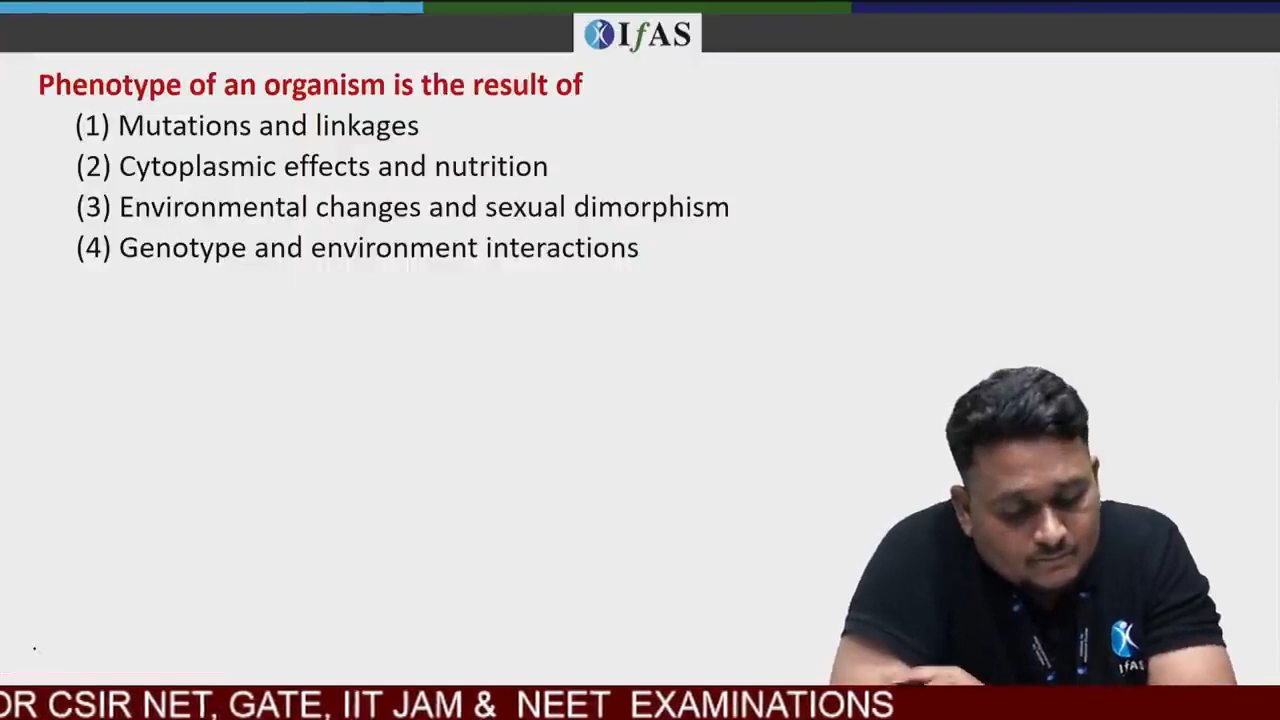 IfAS
Phenotype of an organism is the result of
(1) Mutations and linkages
(2) Cytoplasmic effects and nutrition
(3) Environmental changes and sexual dimorphism
(4) Genotype and environment interactions
IfAS
OR CSIR NET, GATE, IIT JAM & NEET EXAMINATIONS